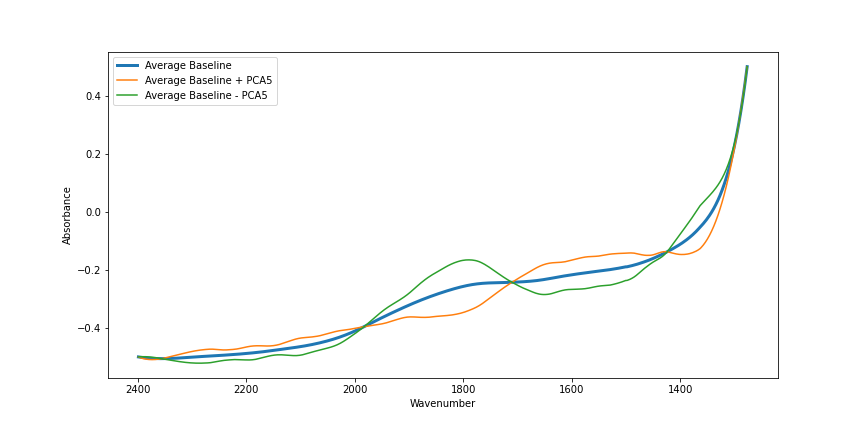 Average Baseline
Average Baseline + PCA5
Average Baseline - PCA5
0.4
0.2
0.0
−0.2
−0.4
Absorbance
2400 2200 2000 1800 1600 1400
Wavenumber